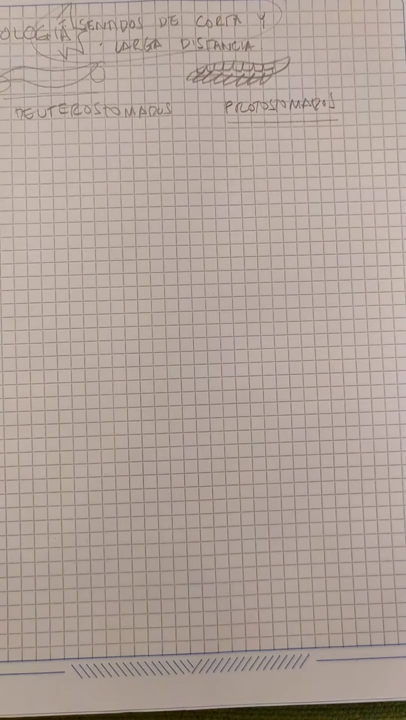 OLOGÍA SENTIDOS DE CORTA Y
LARGA DISTANCIA
DEUTEROSTOMADOS PROTOSTOMADOS